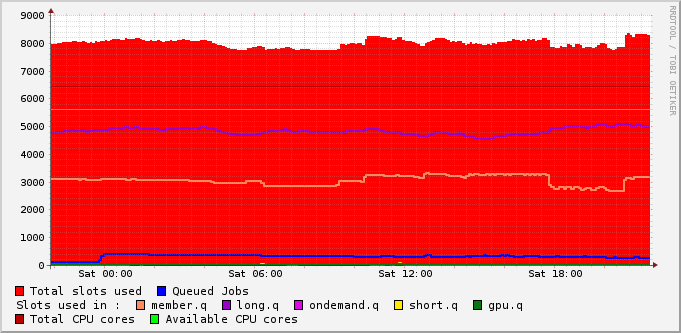 9000
8000
7000
6000
5000
4000
3000
2000
1000
0
Sat 00:00 Sat 06:00 Sat 12:00 Sat 18:00
RRDTOOL / TOBI OETIKER
Total slots used Queued Jobs
Slots used in : member.q long.q ondemand.q short.q gpu.q
Total CPU cores Available CPU cores